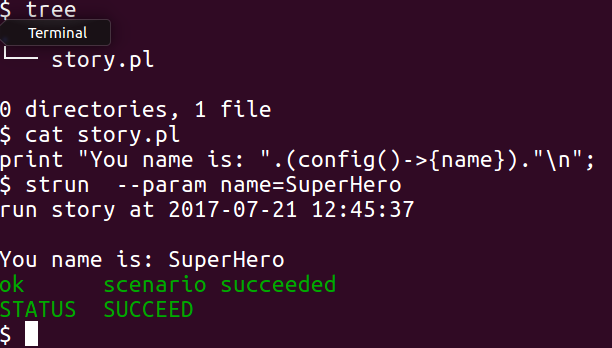 $ tree
Terminal
└── story.pl
0 directories, 1 file
$ cat story.pl
print "You name is: ".(config()->{name})."\n";
$ strun  --param name=SuperHero
run story at 2017-07-21 12:45:37
You name is: SuperHero
ok      scenario succeeded
STATUS  SUCCEED
$